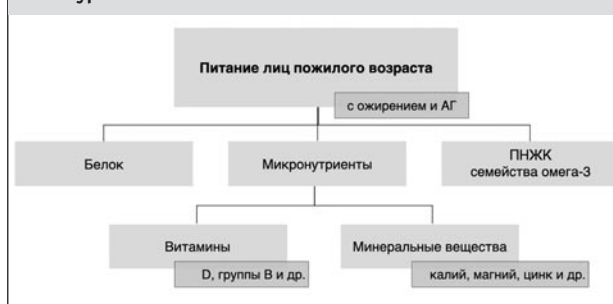 Питание лиц пожилого возраста
с ожирением и АГ
Белок
Микронутриенты
ПНЖК
семейства омега-3
Витамины
D, группы B и др.
Минеральные вещества
калий, магний, цинк и др.